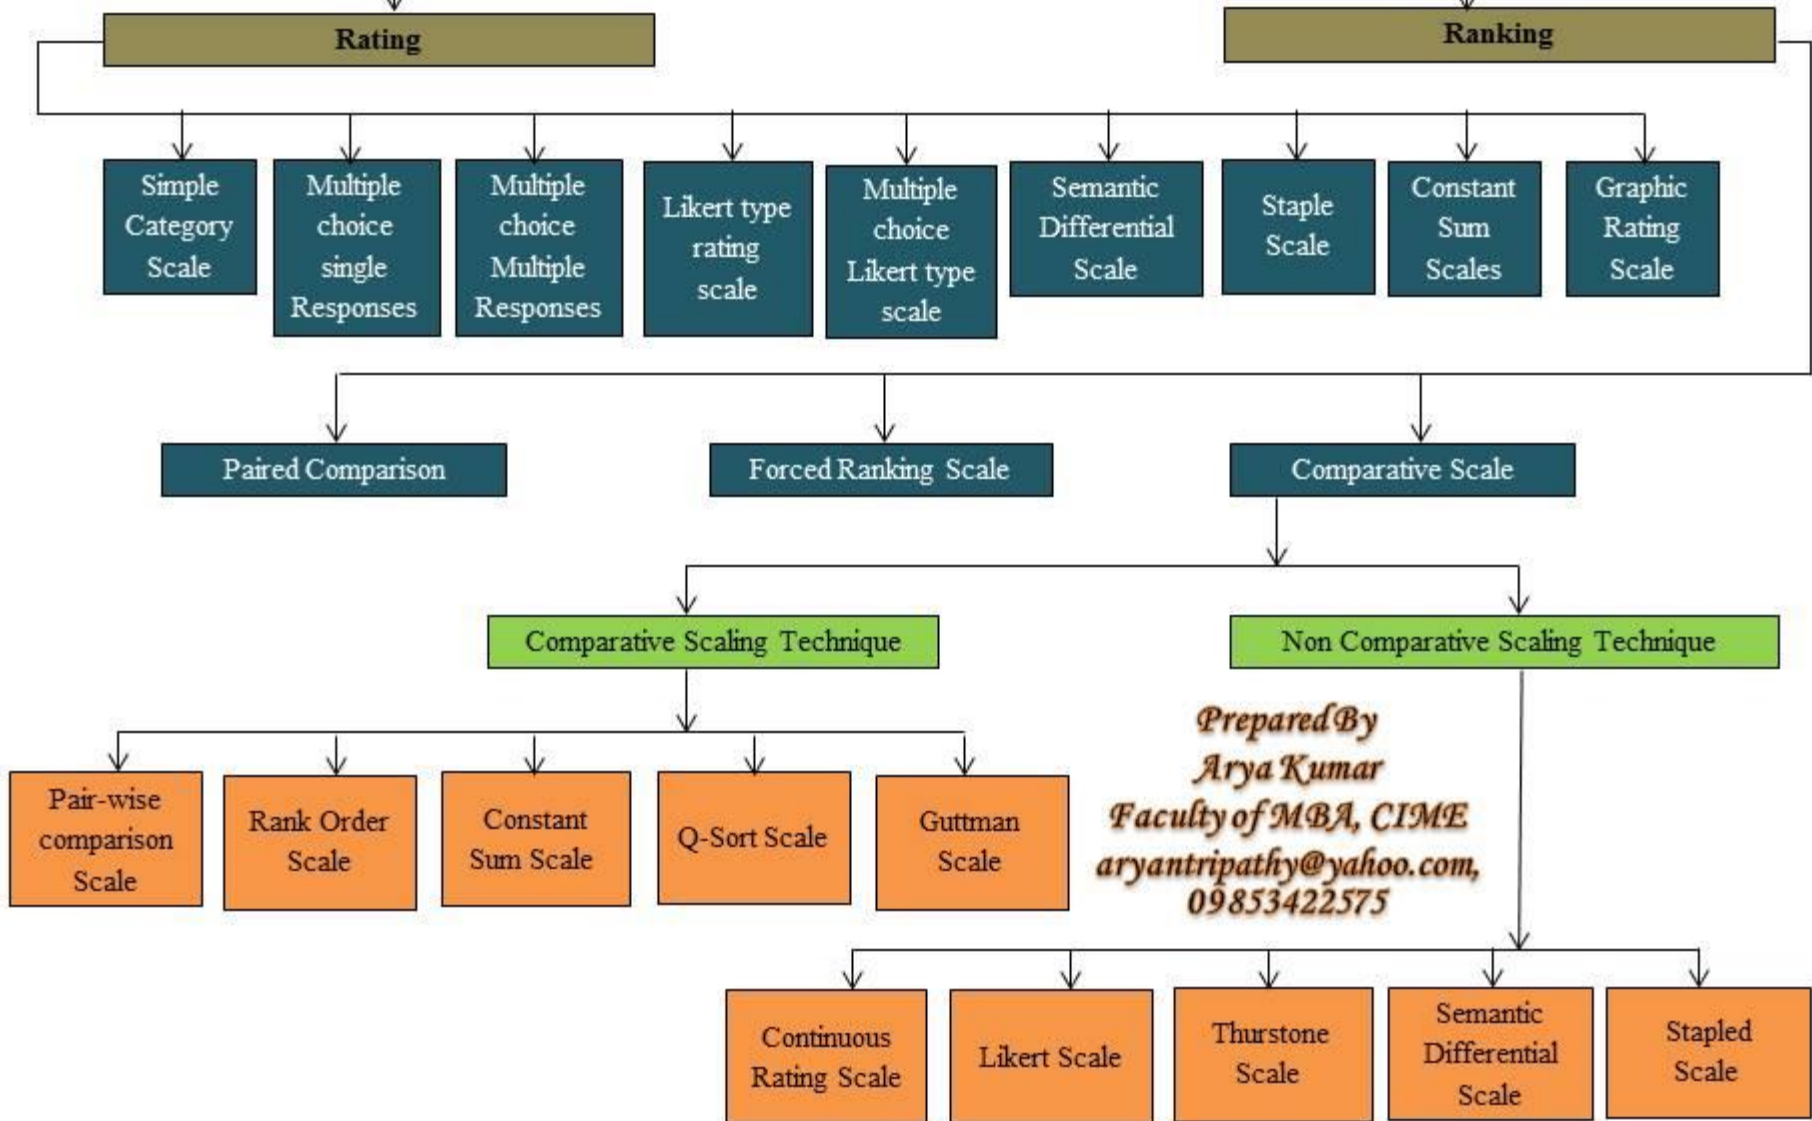 Rating
Ranking
Simple
Category
Scale
Multiple
choice
single
Responses
Multiple
choice
Multiple
Responses
Likert type
rating
scale
Multiple
choice
Likert type
scale
Semantic
Differential
Scale
Staple
Scale
Constant
Sum
Scales
Graphic
Rating
Scale
Paired Comparison
Forced Ranking Scale
Comparative Scale
Comparative Scaling Technique
Non Comparative Scaling Technique
Pair-wise
comparison
Scale
Rank Order
Scale
Constant
Sum Scale
Q-Sort Scale
Guttman
Scale
Prepared By
Arya Kumar
Faculty of MBA, CIME
aryantripathy@yahoo.com,
09853422575
Continuous
Rating Scale
Likert Scale
Thurstone
Scale
Semantic
Differential
Scale
Stapled
Scale